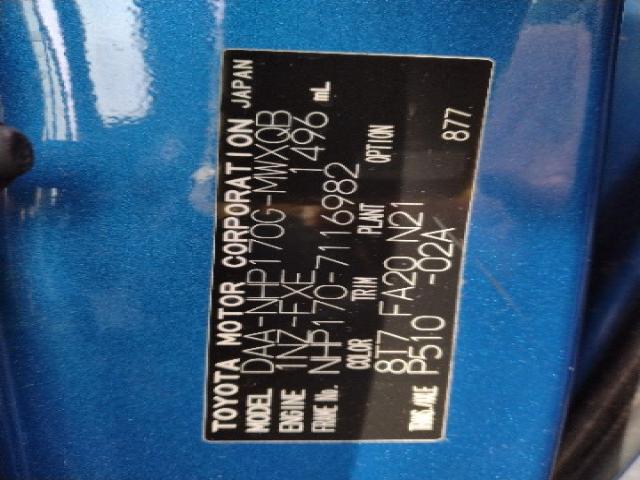 TOYOTA MOTOR CORPORATION JAPAN
MODEL DAA-NHP170G-MWXQB
ENGINE 1NZ-FXE 1496 mL
FRAME No. NHP170-7116982
COLOR TRIM PLANT OPTION
8T7 FA20 N21
TRANS./AXLE P510 -02A
877